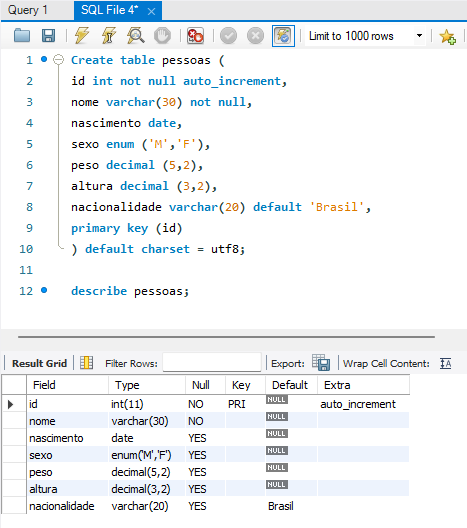 Query 1 SQL File 4* ×
Limit to 1000 rows
1 Create table pessoas (
2 id int not null auto_increment,
3 nome varchar(30) not null,
4 nascimento date,
5 sexo enum ('M','F'),
6 peso decimal (5,2),
7 altura decimal (3,2),
8 nacionalidade varchar(20) default 'Brasil',
9 primary key (id)
10 ) default charset = utf8;
11
12 describe pessoas;
Result Grid Filter Rows: Export: Wrap Cell Content: IA
Field Type Null Key Default Extra
id int(11) NO PRI NULL auto_increment
nome varchar(30) NO NULL
nascimento date YES NULL
sexo enum('M','F') YES NULL
peso decimal(5,2) YES NULL
altura decimal(3,2) YES NULL
nacionalidade varchar(20) YES Brasil